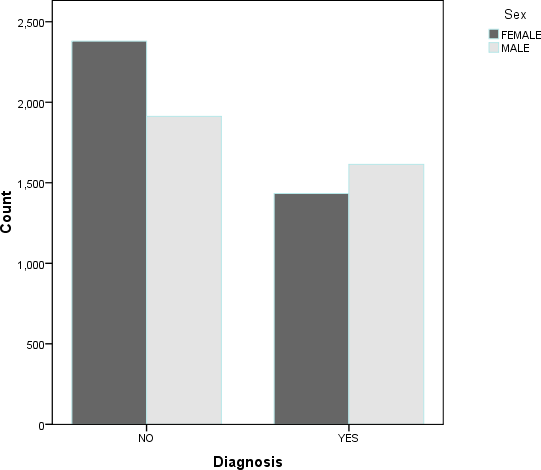 Sex
FEMALE
MALE
2,500
2,000
1,500
1,000
500
0
Count
NO
YES
Diagnosis